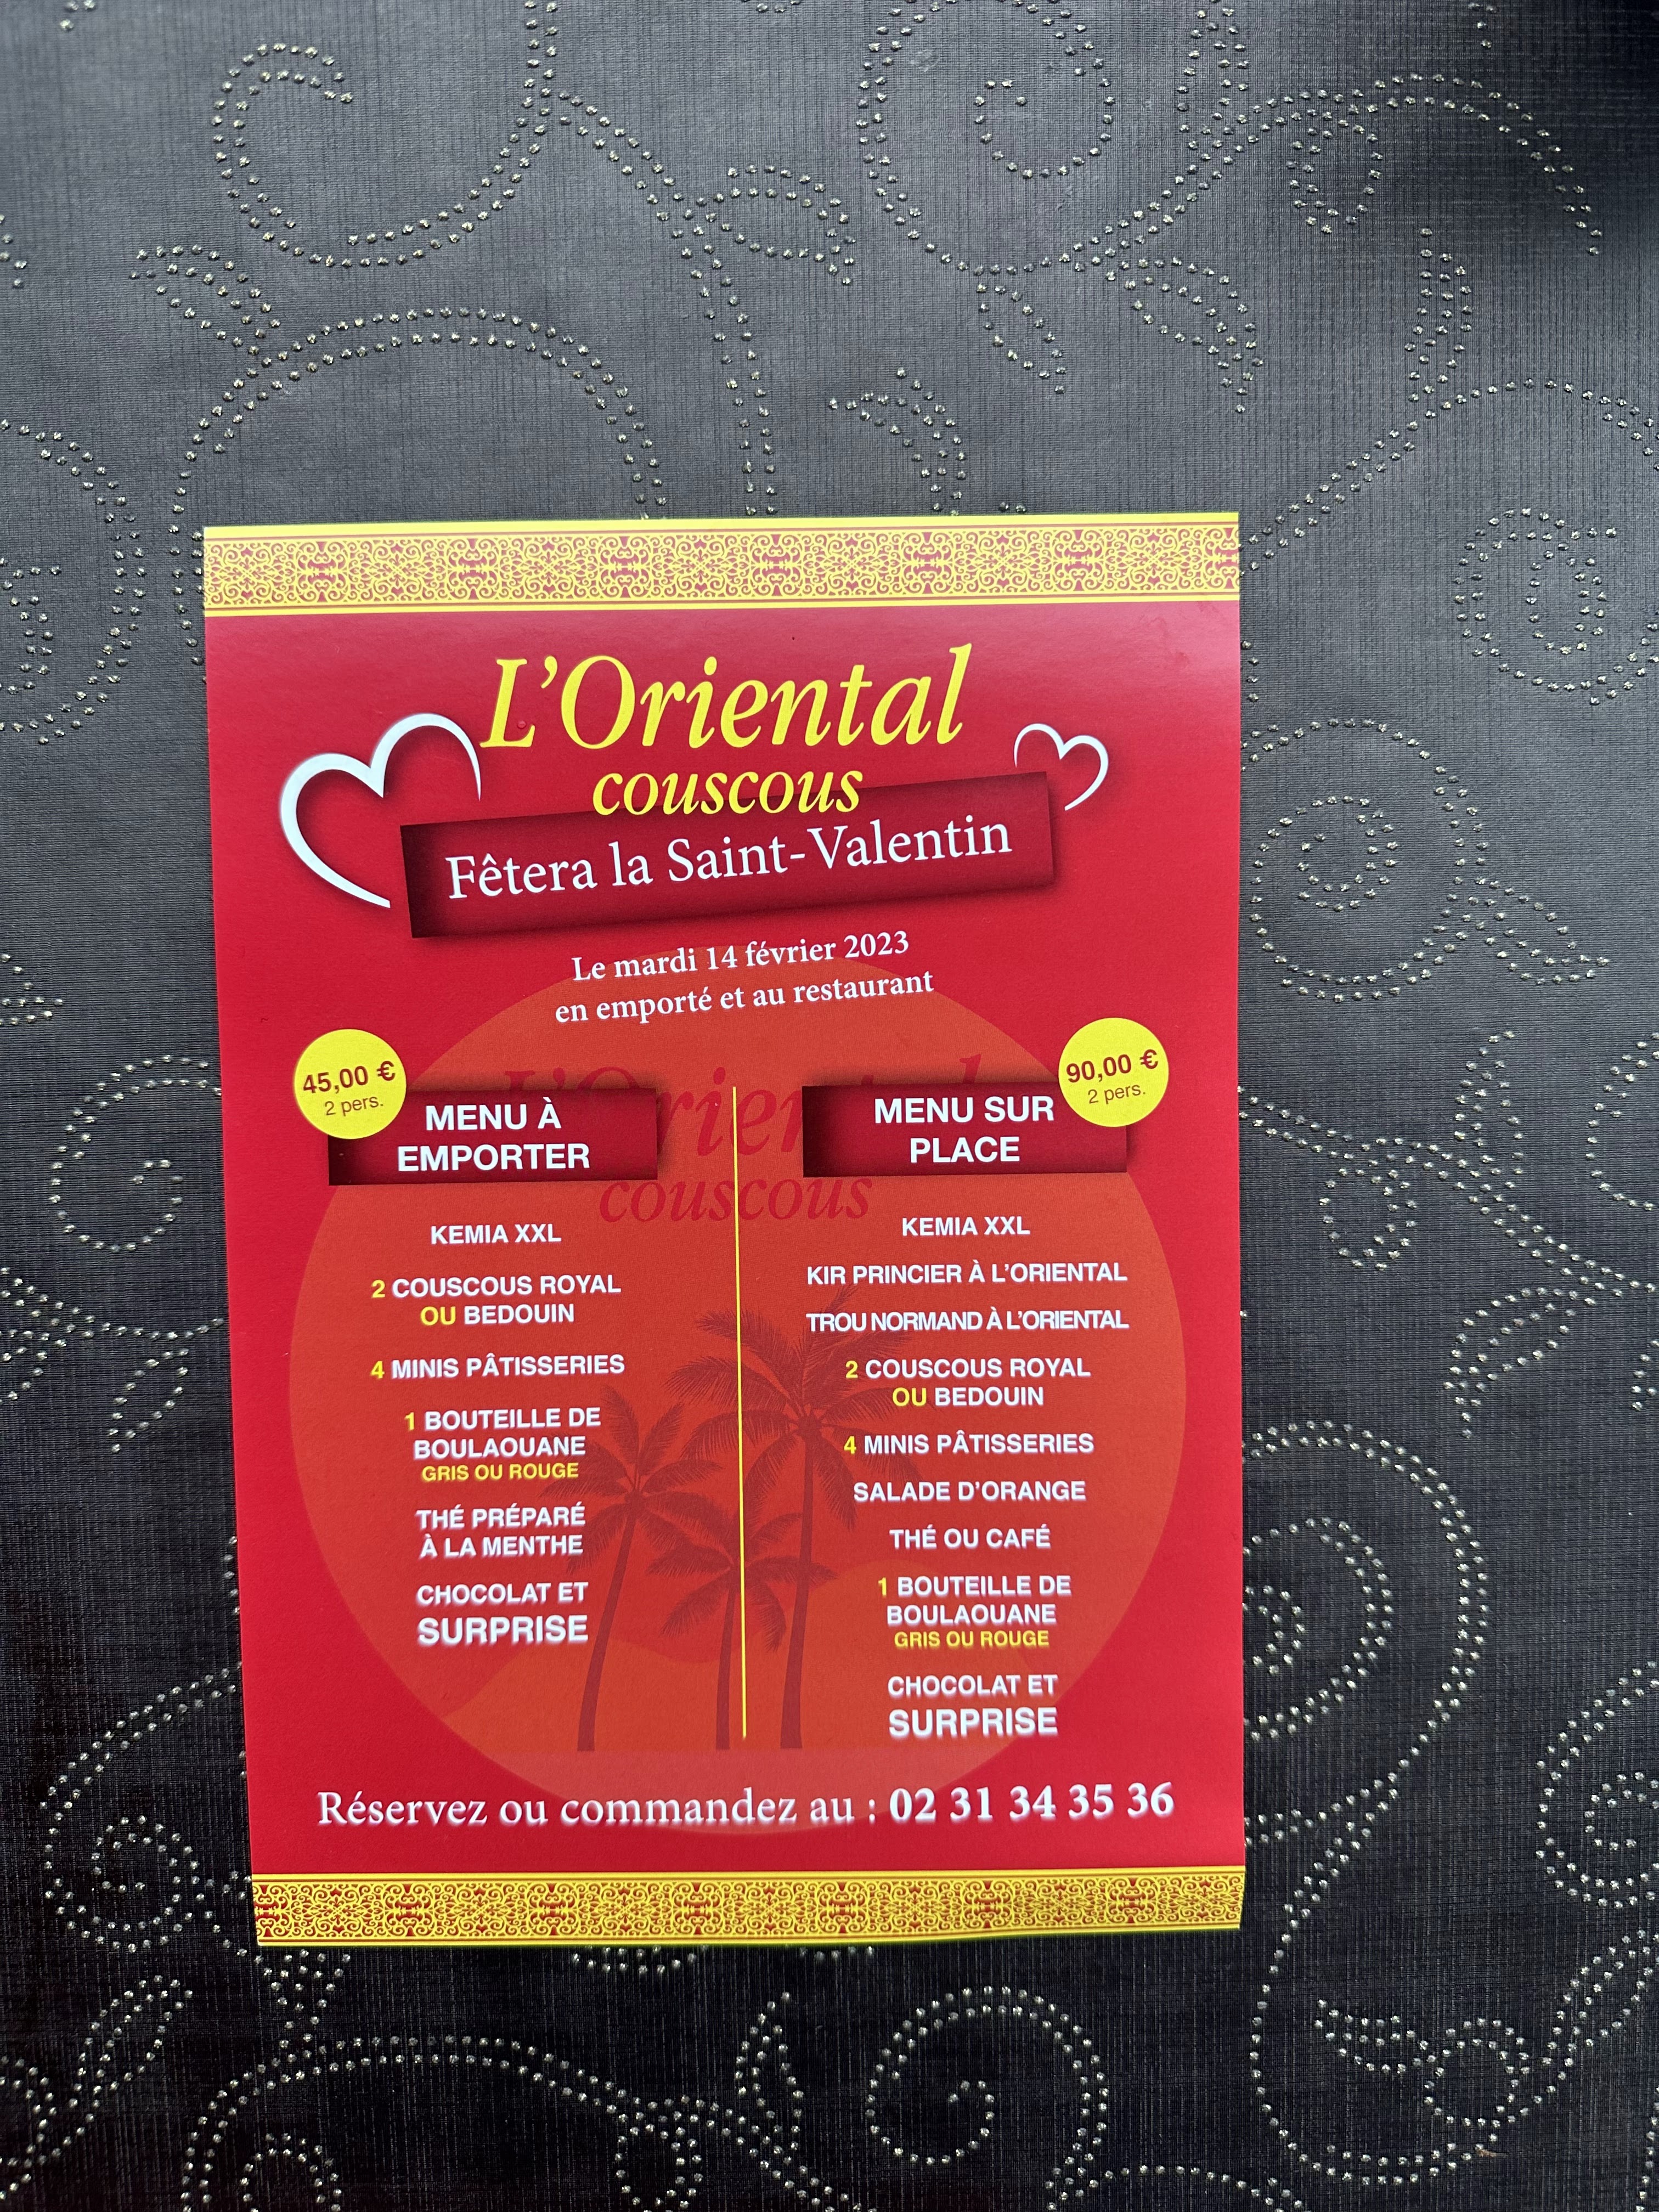 L'Oriental
couscous
Fêtera la Saint-Valentin
Le mardi 14 février 2023
en emporté et au restaurant
45,00 €
2 pers.
MENU À
EMPORTER
KEMIA XXL
2 COUSCOUS ROYAL
OU BEDOUIN
4 MINIS PÂTISSERIES
1 BOUTEILLE DE
BOULAOUANE
GRIS OU ROUGE
THÉ PRÉPARÉ
À LA MENTHE
CHOCOLAT ET
SURPRISE
90,00 €
2 pers.
MENU SUR
PLACE
KEMIA XXL
KIR PRINCIER À L'ORIENTAL
TROU NORMAND À L'ORIENTAL
2 COUSCOUS ROYAL
OU BEDOUIN
4 MINIS PÂTISSERIES
SALADE D'ORANGE
THÉ OU CAFÉ
1 BOUTEILLE DE
BOULAOUANE
GRIS OU ROUGE
CHOCOLAT ET
SURPRISE
L'Oriental
couscous
Réservez ou commandez au : 02 31 34 35 36